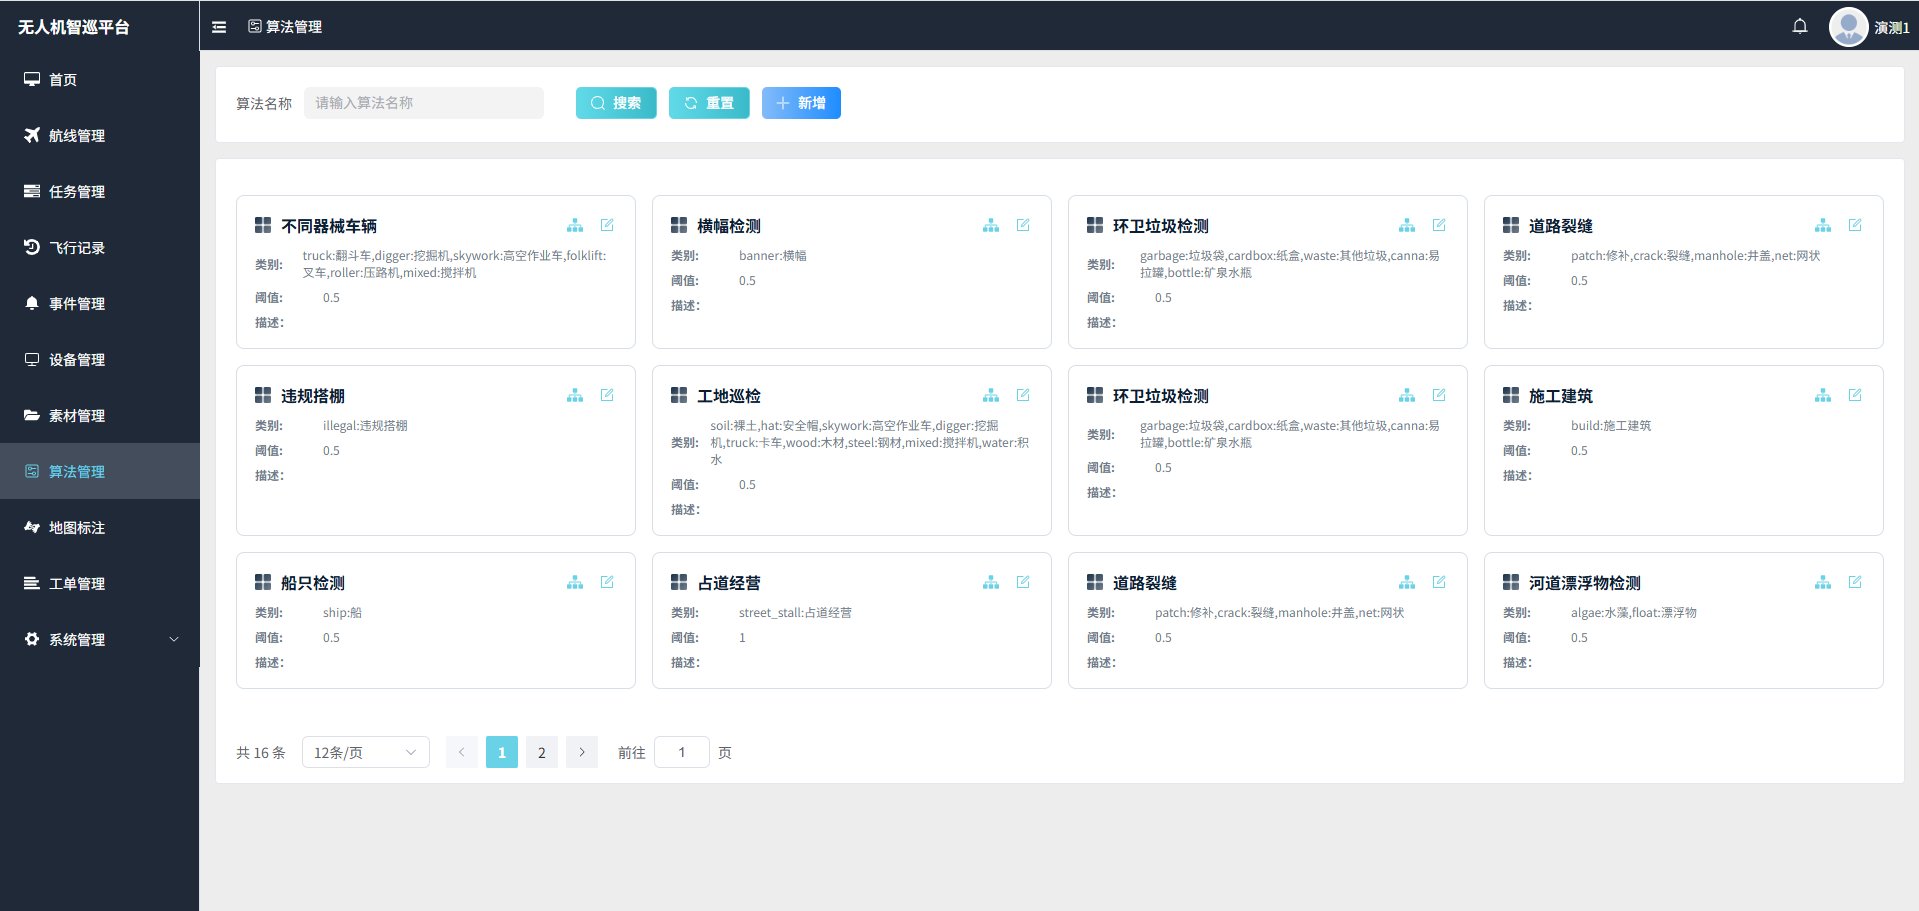 无人机智巡平台
算法管理
演测1
首页
航线管理
任务管理
飞行记录
事件管理
设备管理
素材管理
算法管理
地图标注
工单管理
系统管理
算法名称 请输入算法名称 搜索 重置 新增
不同器械车辆
类别: truck:翻斗车,digger:挖掘机,skywork:高空作业车,folklift:
叉车,roller:压路机,mixed:搅拌机
阈值: 0.5
描述:
横幅检测
类别: banner:横幅
阈值: 0.5
描述:
环卫垃圾检测
类别: garbage:垃圾袋,cardbox:纸盒,waste:其他垃圾,canna:易
拉罐,bottle:矿泉水瓶
阈值: 0.5
描述:
道路裂缝
类别: patch:修补,crack:裂缝,manhole:井盖,net:网状
阈值: 0.5
描述:
违规搭棚
类别: illegal:违规搭棚
阈值: 0.5
描述:
工地巡检
类别: soil:裸土,hat:安全帽,skywork:高空作业车,digger:挖掘
机,truck:卡车,wood:木材,steel:钢材,mixed:搅拌机,water:积
水
阈值: 0.5
描述:
环卫垃圾检测
类别: garbage:垃圾袋,cardbox:纸盒,waste:其他垃圾,canna:易
拉罐,bottle:矿泉水瓶
阈值: 0.5
描述:
施工建筑
类别: build:施工建筑
阈值: 0.5
描述:
船只检测
类别: ship:船
阈值: 0.5
描述:
占道经营
类别: street_stall:占道经营
阈值: 1
描述:
道路裂缝
类别: patch:修补,crack:裂缝,manhole:井盖,net:网状
阈值: 0.5
描述:
河道漂浮物检测
类别: algae:水藻,float:漂浮物
阈值: 0.5
描述:
共 16 条 12条/页 1 2 前往 1 页